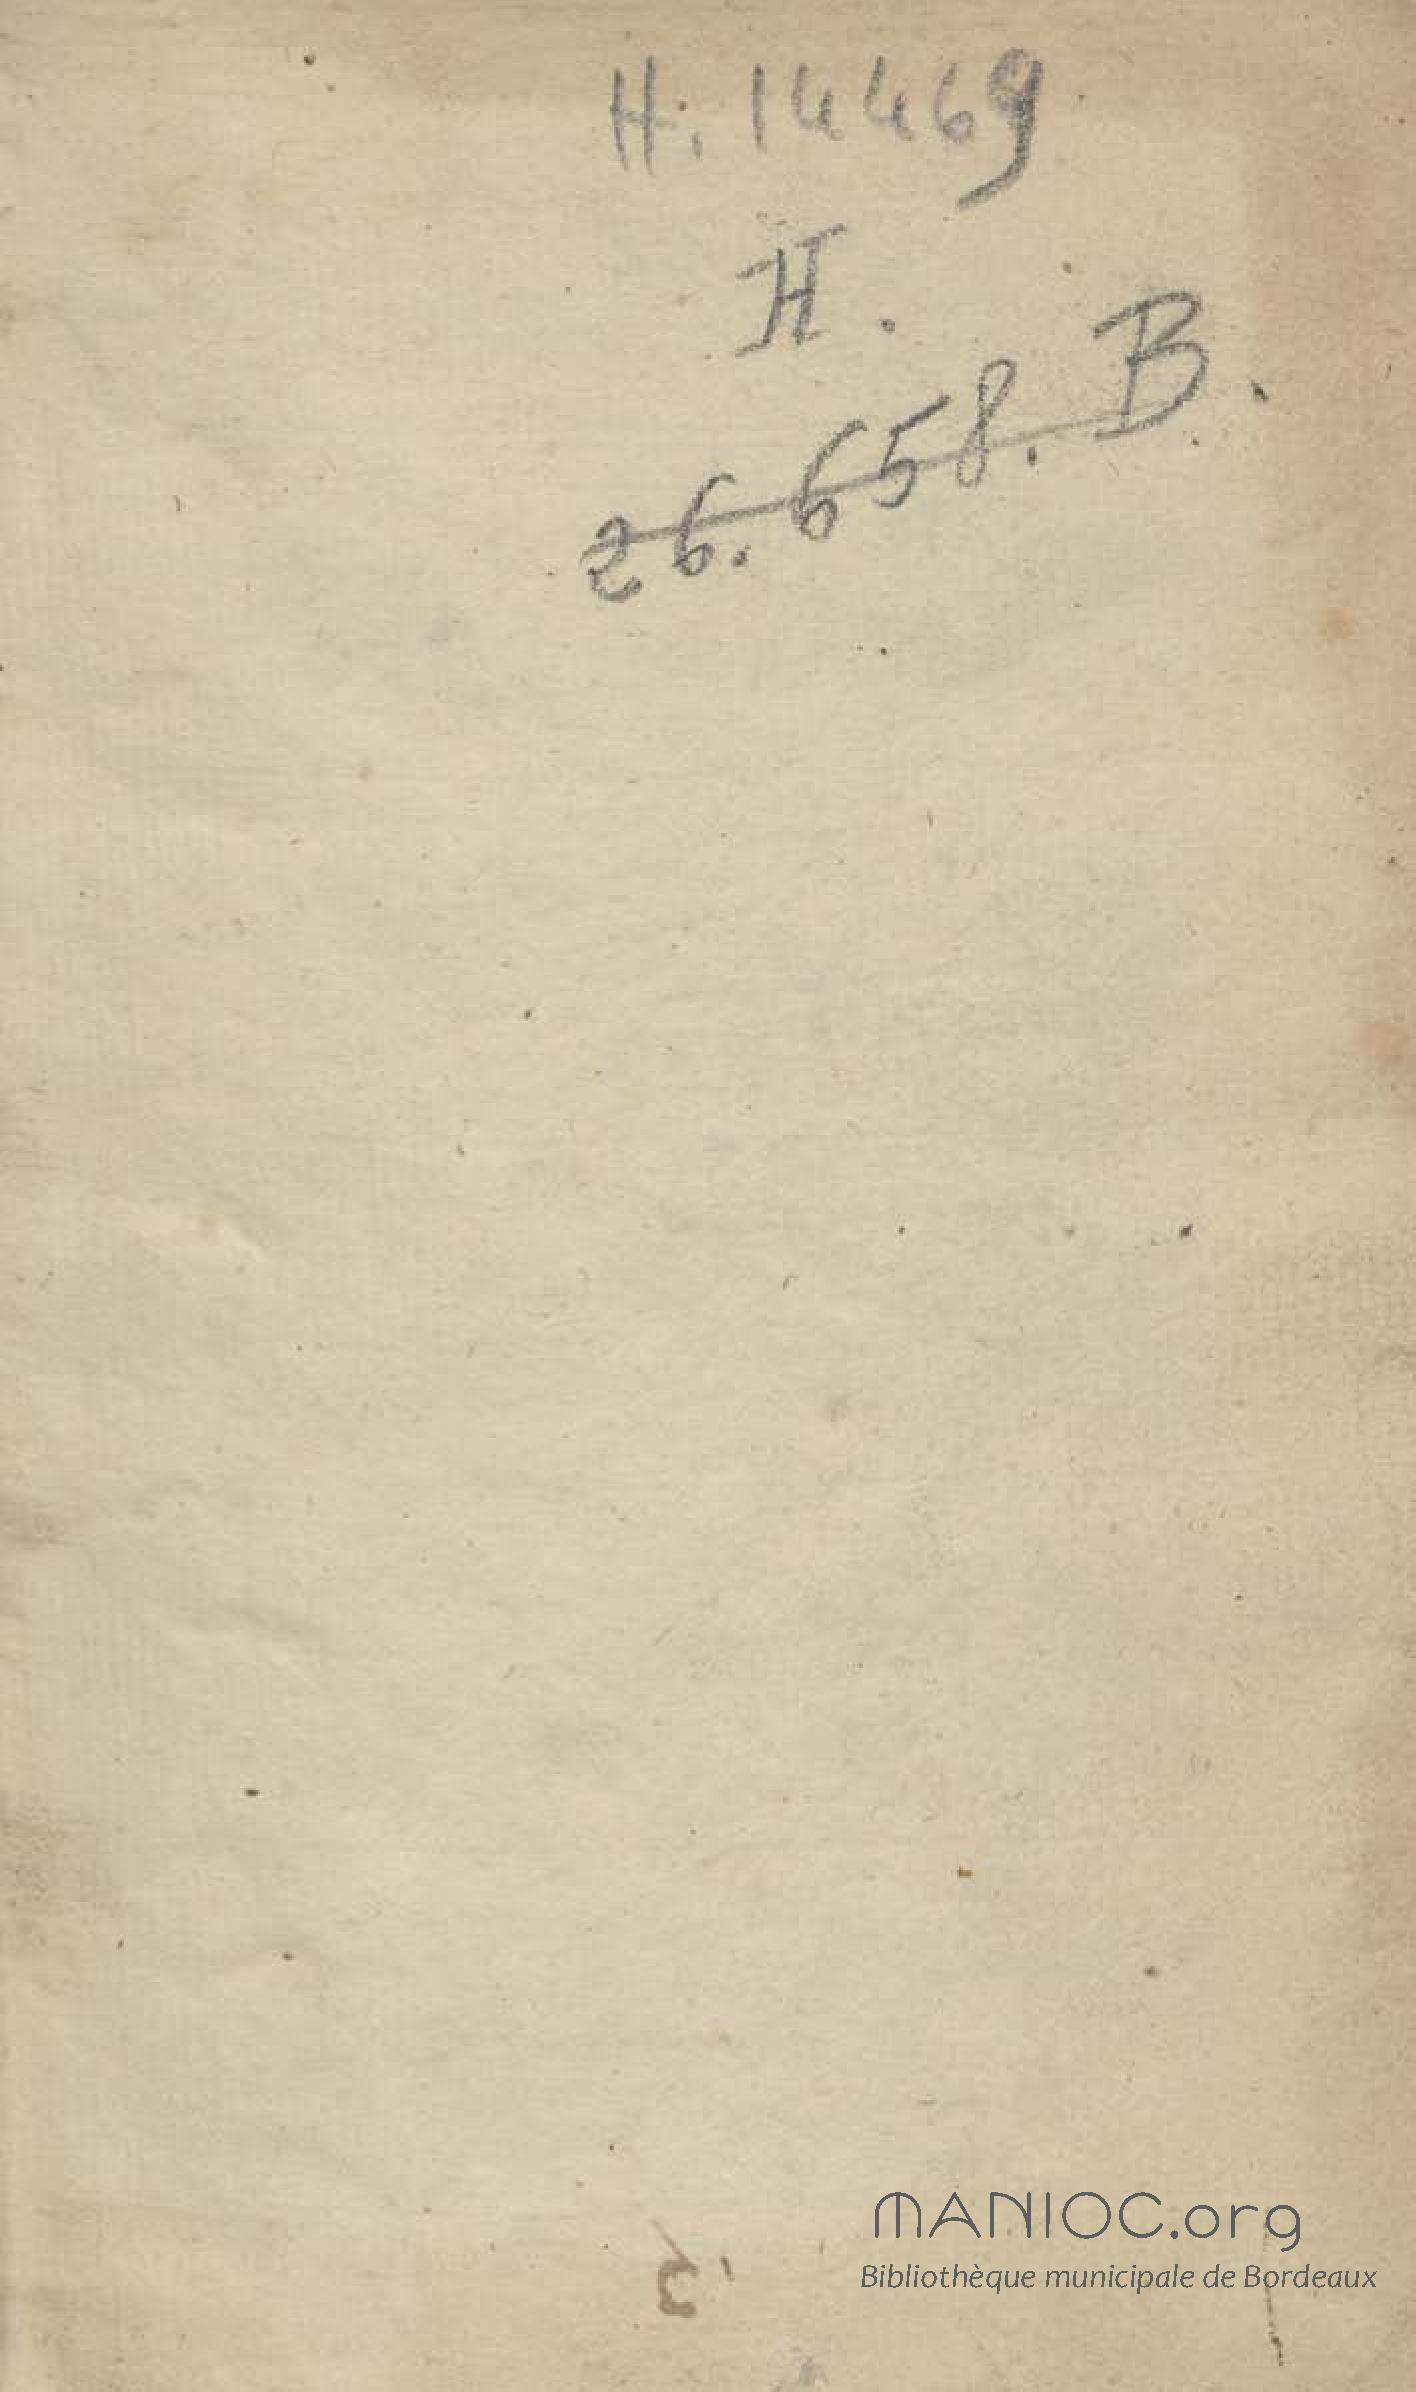 H. 14469
H.
26.658. B.
MANIOC.org
Bibliothèque municipale de Bordeaux